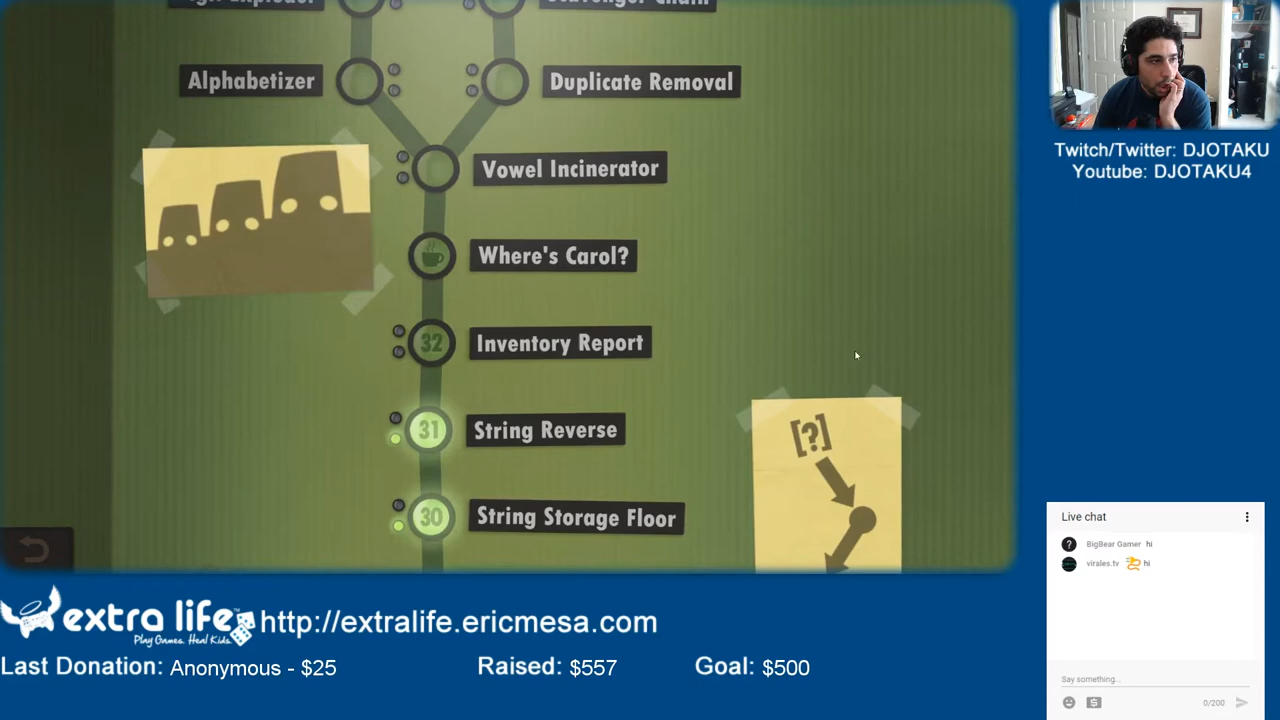 Alphabetizer
Duplicate Removal
Vowel Incinerator
Where's Carol?
32
Inventory Report
31
String Reverse
30
String Storage Floor
[?]
Twitch/Twitter: DJOTAKU
Youtube: DJOTAKU4
Live chat
? BigBear Gamer hi
virales.tv hi
Say something...
0/200
extra life
Play Games. Heal Kids.
http://extralife.ericmesa.com
Last Donation: Anonymous - $25
Raised: $557
Goal: $500